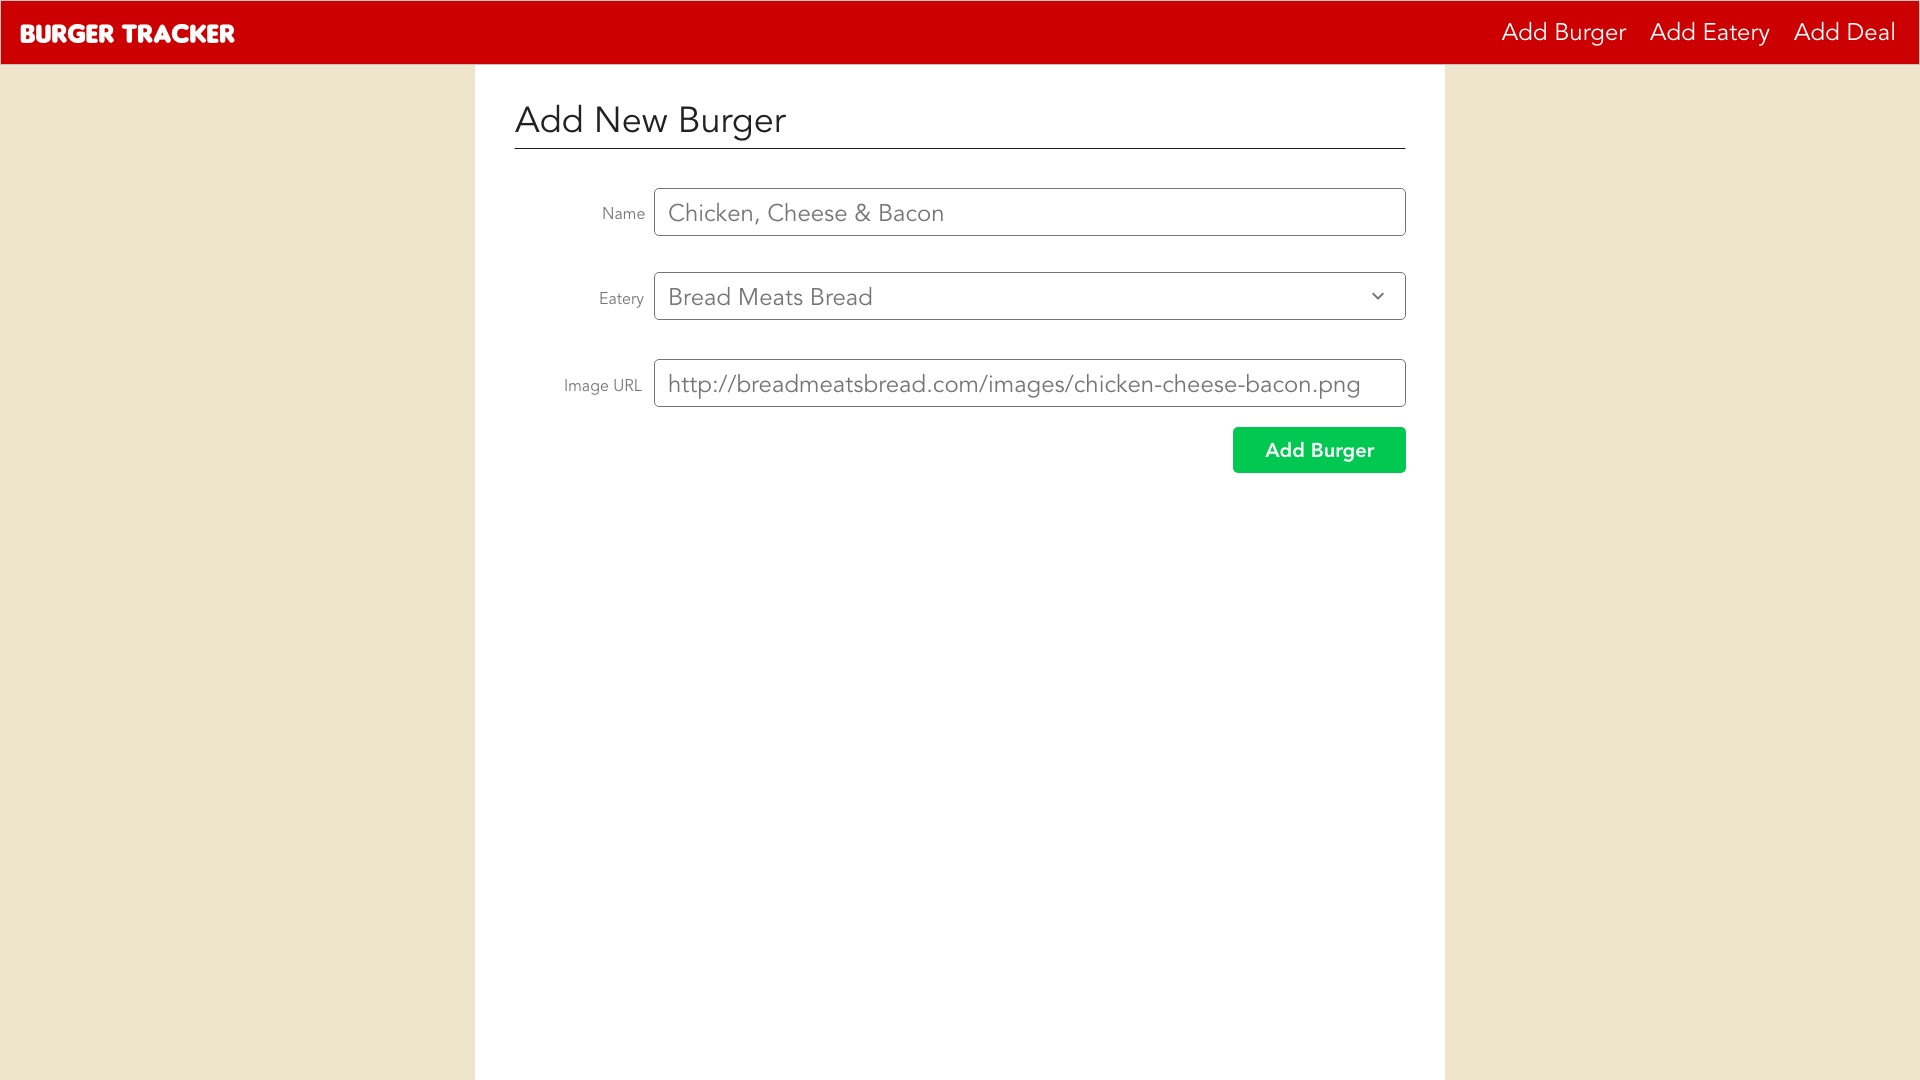 BURGER TRACKER
Add Burger Add Eatery Add Deal
Add New Burger
Name Chicken, Cheese & Bacon
Eatery Bread Meats Bread
Image URL http://breadmeatsbread.com/images/chicken-cheese-bacon.png
Add Burger